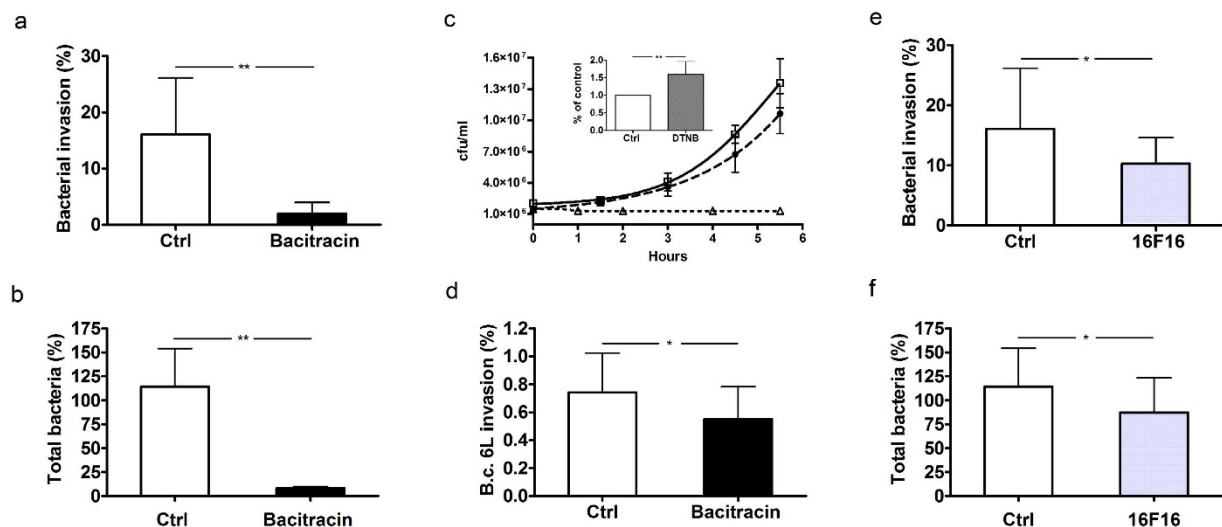 a
Bacterial invasion (%)
30
20
10
0
**
Ctrl
Bacitracin
b
Total bacteria (%)
175
150
125
100
75
50
25
0
**
Ctrl
Bacitracin
c
cfu/ml
1.6×10⁷
1.3×10⁷
1.0×10⁷
7.0×10⁶
4.0×10⁶
1.0×10⁶
0
1
2
3
4
5
6
Hours
% of control
2.0
1.5
1.0
0.5
0.0
**
Ctrl
DTNB
d
B.c. 6L invasion (%)
1.2
1.0
0.8
0.6
0.4
0.2
0.0
*
Ctrl
Bacitracin
e
Bacterial invasion (%)
30
20
10
0
*
Ctrl
16F16
f
Total bacteria (%)
175
150
125
100
75
50
25
0
*
Ctrl
16F16